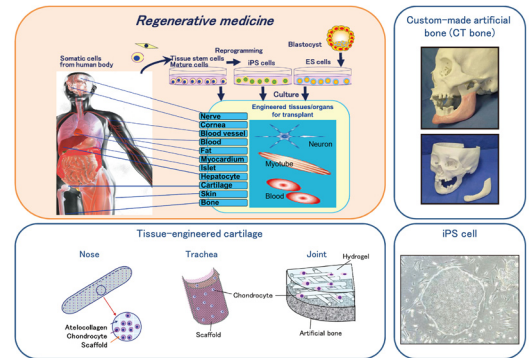 Regenerative medicine
Somatic cells
from human body
Tissue stem cells
Mature cells
Reprogramming
iPS cells
Blastocyst
ES cells
Culture
Engineered tissues/organs
for transplant
Nerve
Cornea
Blood vessel
Blood
Fat
Myocardium
Islet
Hepatocyte
Cartilage
Skin
Bone
Neuron
Myotube
Blood
Custom-made artificial
bone (CT bone)
Tissue-engineered cartilage
Nose
Atelocollagen
Chondrocyte
Scaffold
Trachea
Chondrocyte
Scaffold
Joint
Hydrogel
Artificial bone
iPS cell